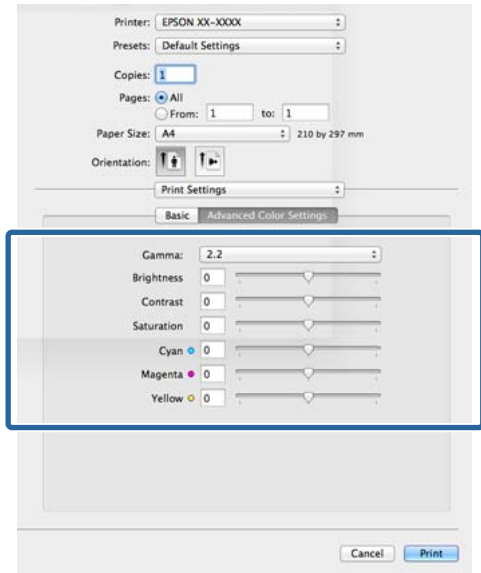 Printer: EPSON XX-XXXX
Presets: Default Settings
Copies: 1
Pages: All
From: 1 to: 1
Paper Size: A4 210 by 297 mm
Orientation:
Print Settings
Basic Advanced Color Settings
Gamma: 2.2
Brightness 0
Contrast 0
Saturation 0
Cyan 0
Magenta 0
Yellow 0
Cancel Print